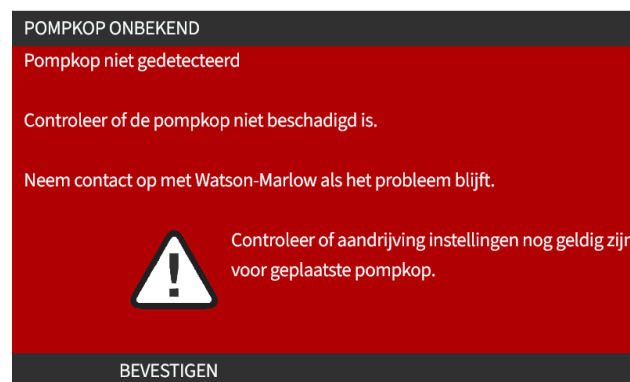 POMPKOP ONBEKEND
Pompkop niet gedetecteerd
Controleer of de pompkop niet beschadigd is.
Neem contact op met Watson-Marlow als het probleem blijft.
Controleer of aandrijving instellingen nog geldig zijn
voor geplaatste pompkop.
BEVESTIGEN